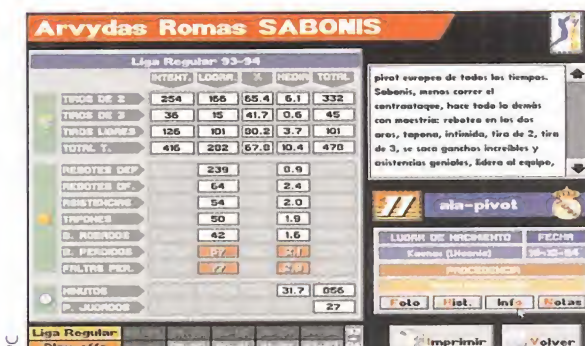 Arvydas Romas SABONIS
Liga Regular 93-94
INTENT. LOGRR. % MEDIA TOTAL
TIROS DE 2 254 166 65.4 6.1 332
TIROS DE 3 36 15 41.7 0.6 45
TIROS LIBRES 126 101 80.2 3.7 101
TOTAL T. 416 282 67.8 10.4 478
REBOTES DEF 239 8.9
REBOTES OF. 64 2.4
ASISTENCIAS 54 2.0
TAPONES 50 1.9
B. ROBADOS 42 1.6
B. PERDIDOS
FALTAS PER. 77
MINUTOS 31.7 856
P. JUGADOS 27
Liga Regular
pivot europeo de todos los tiempos.
Sabonis, menos correr el
contraataque, hace todo lo demás
con maestría: rebotea en los dos
aros, tapona, intimida, tira de 2, tira
de 3, se saca ganchos increíbles y
asistencias geniales, lidera al equipo,
11 ala-pivot
LUGAR DE NACIMIENTO FECHA
Kaunas (Lituania)
PROCEDENCIA
Foto Hist. Info Notas
Imprimir Volver